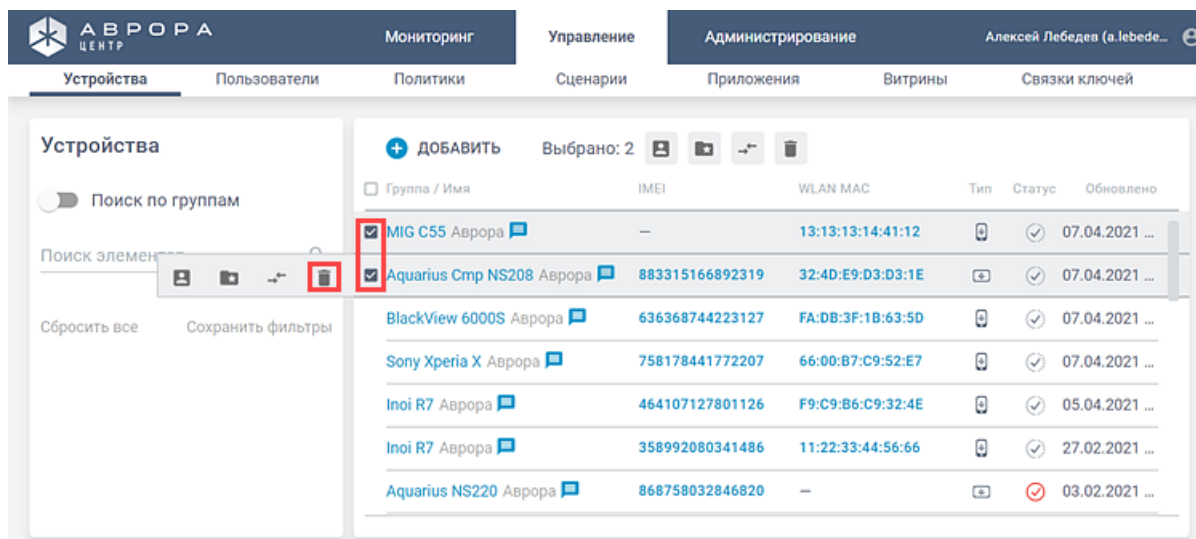 АВРОРА
ЦЕНТР
Мониторинг Управление Администрирование Алексей Лебедев (a.lebede...
Устройства Пользователи Политики Сценарии Приложения Витрины Связки ключей
Устройства
Поиск по группам
Поиск элементов
Сбросить все Сохранить фильтры
ДОБАВИТЬ Выбрано: 2
Группа / Имя IMEI WLAN MAC Тип Статус Обновлено
MIG C55 Аврора — 13:13:13:14:41:12 07.04.2021 ...
Aquarius Cmp NS208 Аврора 883315166892319 32:4D:E9:D3:D3:1E 07.04.2021 ...
BlackView 6000S Аврора 636368744223127 FA:DB:3F:1B:63:5D 07.04.2021 ...
Sony Xperia X Аврора 758178441772207 66:00:B7:C9:52:E7 07.04.2021 ...
Inoi R7 Аврора 464107127801126 F9:C9:B6:C9:32:4E 05.04.2021 ...
Inoi R7 Аврора 358992080341486 11:22:33:44:56:66 27.02.2021 ...
Aquarius NS220 Аврора 868758032846820 — 03.02.2021 ...